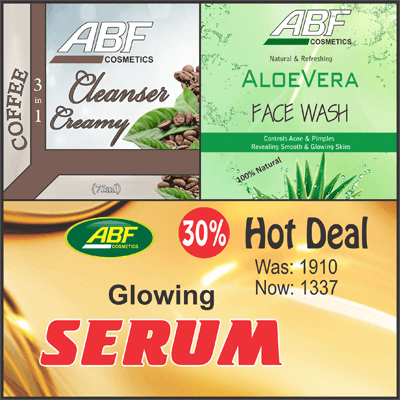 COFFEE
3
in
1
ABF
COSMETICS
Cleanser
Creamy
(75ml)
ABF
COSMETICS
Natural & Refreshing
ALOEVERA
FACE WASH
Controls Acne & Pimples
Revealing Smooth & Glowing Skins
100% Natural
ABF
COSMETICS
30%
Hot Deal
Was: 1910
Now: 1337
Glowing
SERUM